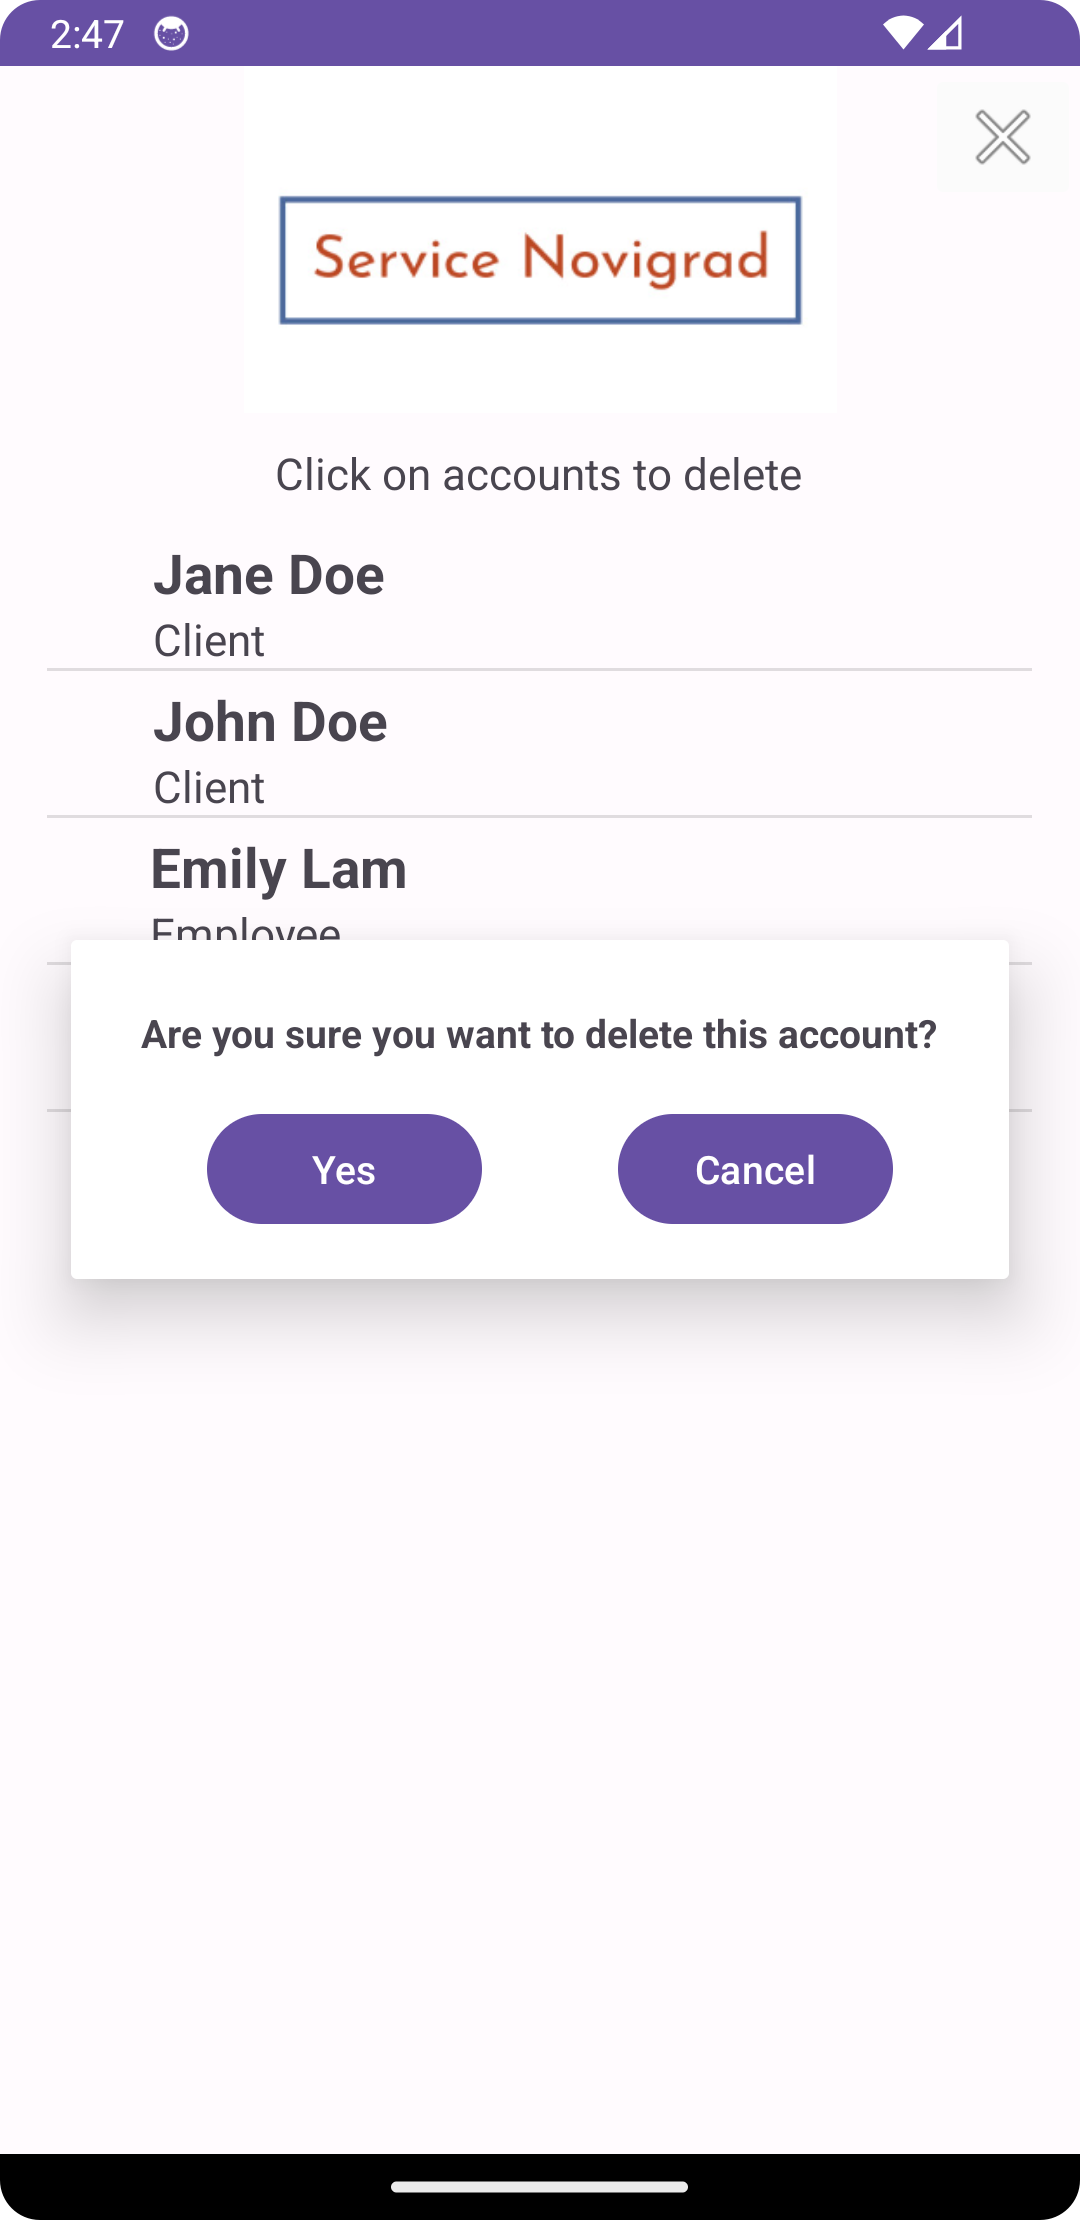 2:47
Service Novigrad
Click on accounts to delete
Jane Doe
Client
John Doe
Client
Emily Lam
Employee
Are you sure you want to delete this account?
Yes
Cancel